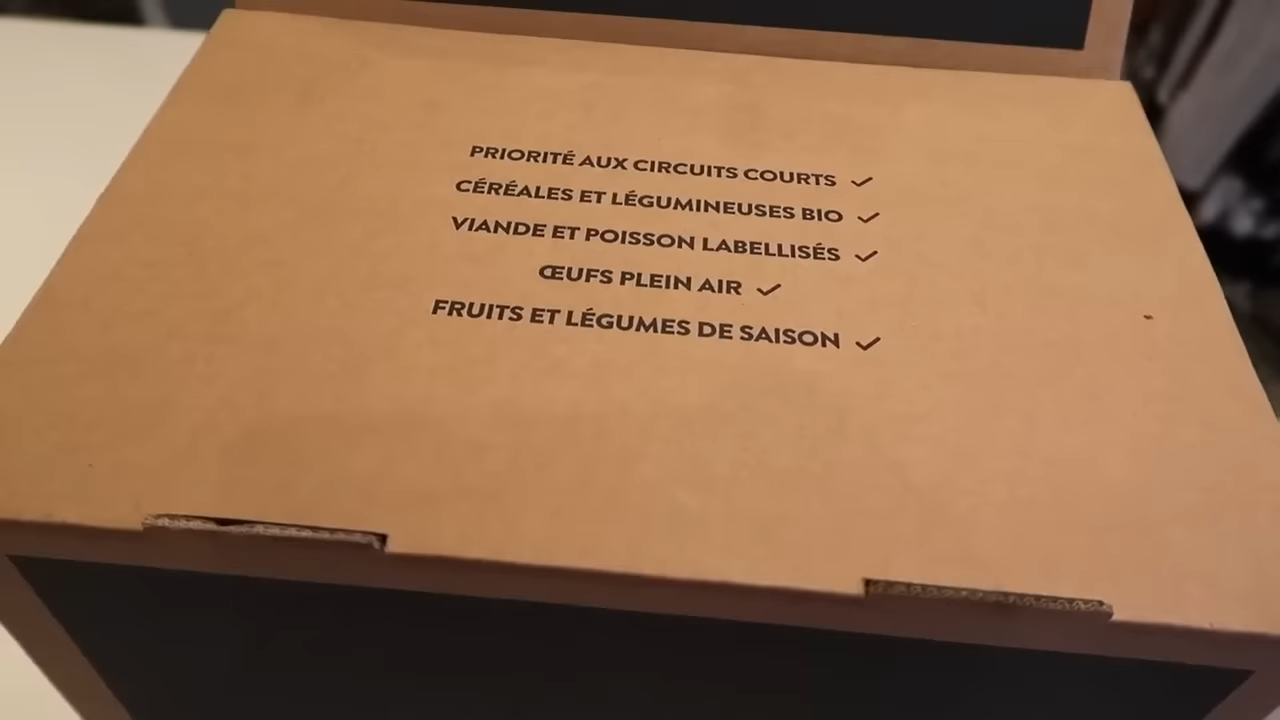 PRIORITÉ AUX CIRCUITS COURTS ✓
CÉRÉALES ET LÉGUMINEUSES BIO ✓
VIANDE ET POISSON LABELLISÉS ✓
ŒUFS PLEIN AIR ✓
FRUITS ET LÉGUMES DE SAISON ✓